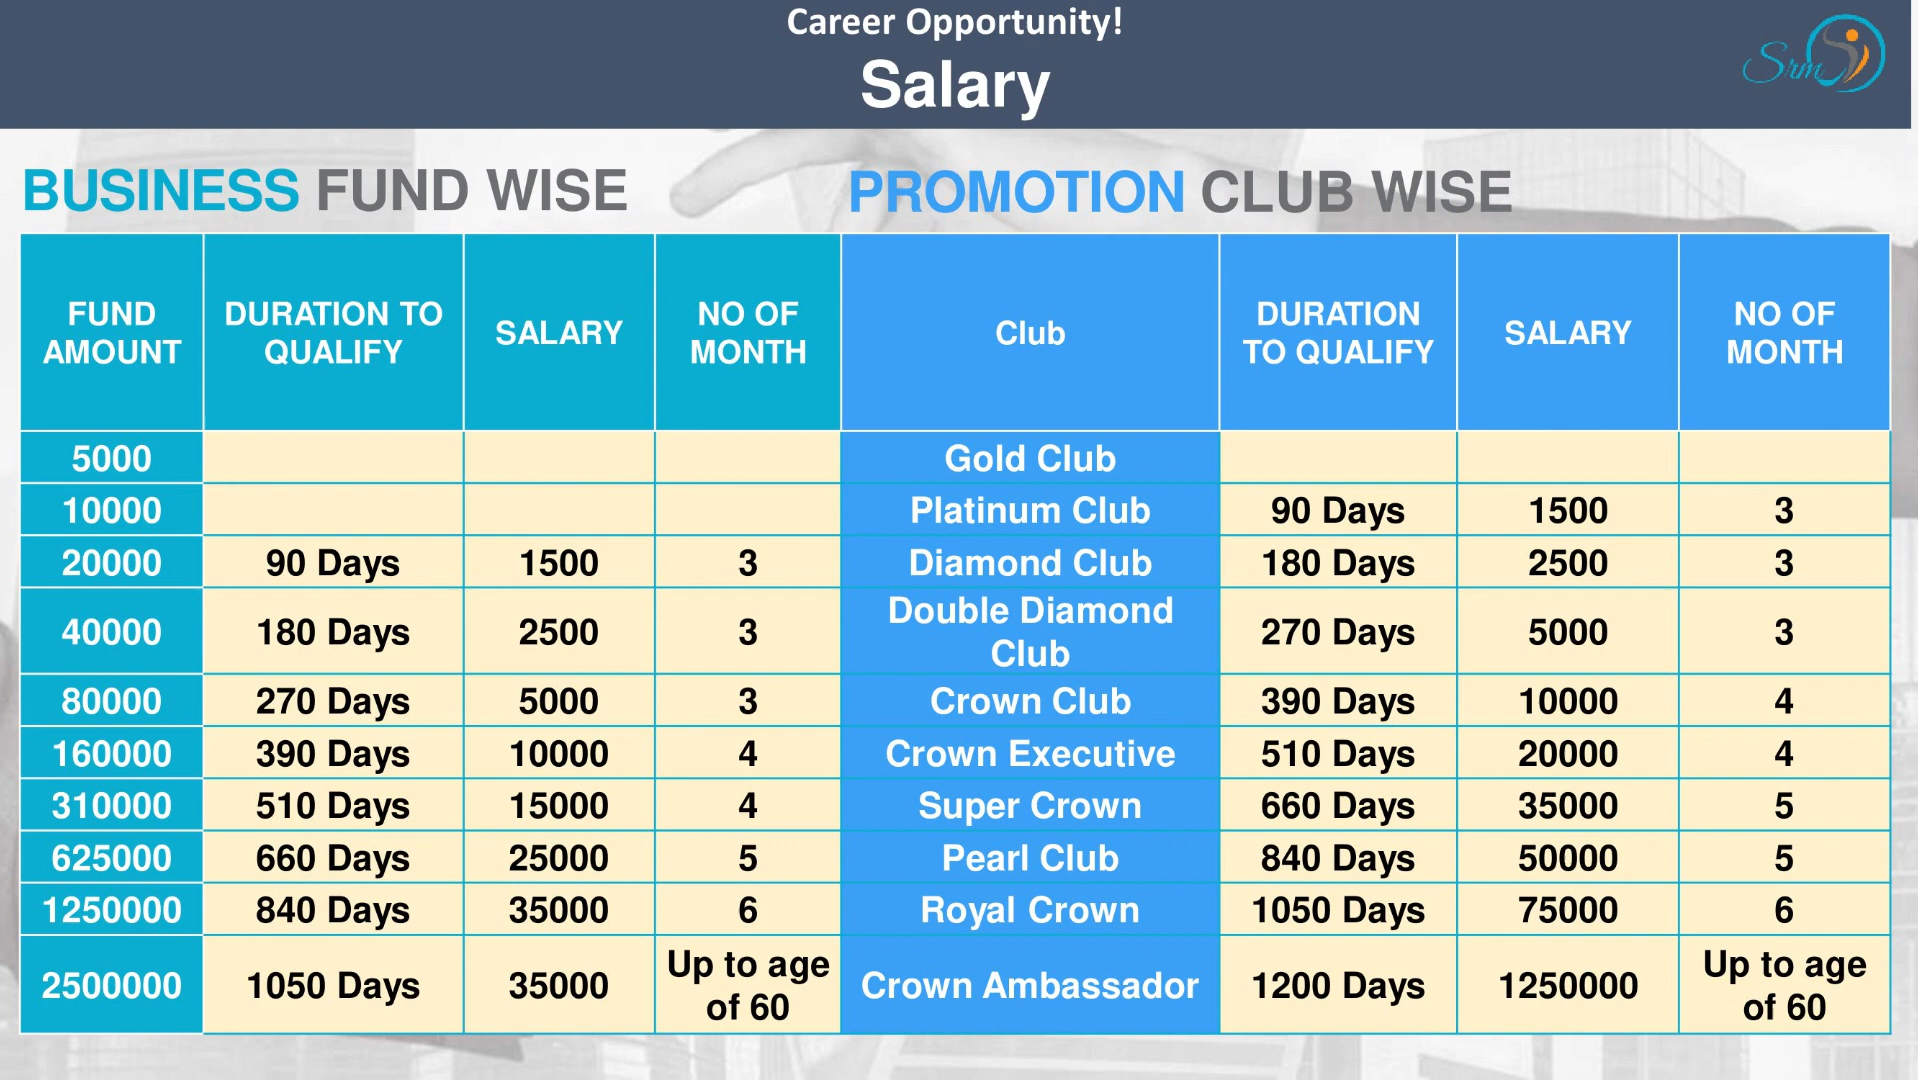 Career Opportunity!
Salary
Srm
BUSINESS FUND WISE
PROMOTION CLUB WISE
FUND AMOUNT DURATION TO QUALIFY SALARY NO OF MONTH Club DURATION TO QUALIFY SALARY NO OF MONTH
5000 Gold Club
10000 Platinum Club 90 Days 1500 3
20000 90 Days 1500 3 Diamond Club 180 Days 2500 3
40000 180 Days 2500 3 Double Diamond Club 270 Days 5000 3
80000 270 Days 5000 3 Crown Club 390 Days 10000 4
160000 390 Days 10000 4 Crown Executive 510 Days 20000 4
310000 510 Days 15000 4 Super Crown 660 Days 35000 5
625000 660 Days 25000 5 Pearl Club 840 Days 50000 5
1250000 840 Days 35000 6 Royal Crown 1050 Days 75000 6
2500000 1050 Days 35000 Up to age of 60 Crown Ambassador 1200 Days 1250000 Up to age of 60